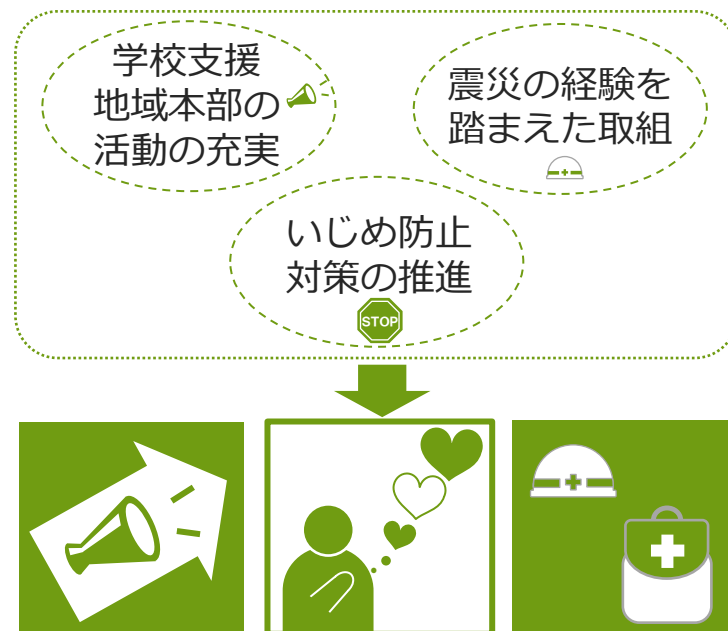 学校支援
地域本部の
活動の充実
震災の経験を
踏まえた取組
いじめ防止
対策の推進
STOP